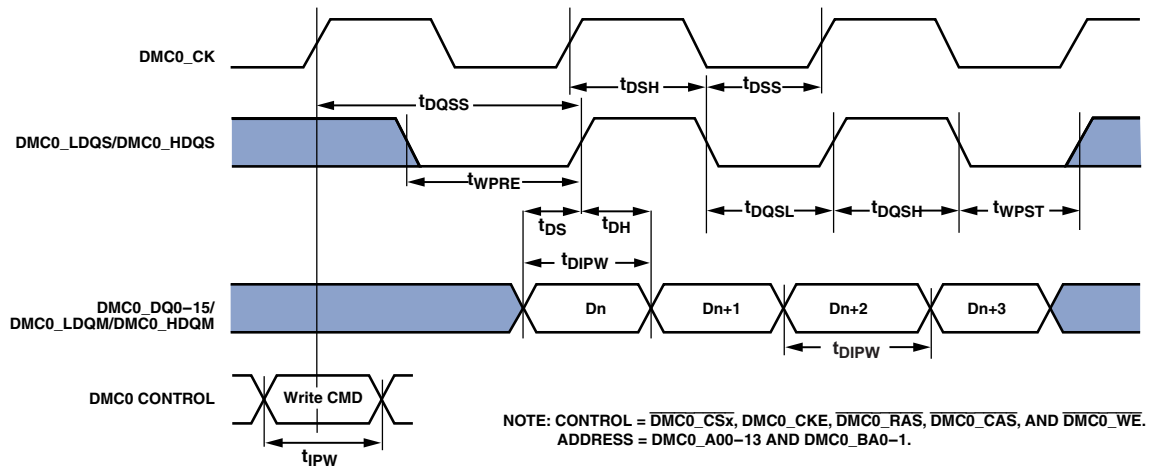 DMC0_CK
tDSH
tDSS
tDQSS
DMC0_LDQS/DMC0_HDQS
tWPRE
tDS
tDH
tDQSL
tDQSH
tWPST
tDIPW
DMC0_DQ0–15/
DMC0_LDQM/DMC0_HDQM
Dn
Dn+1
Dn+2
Dn+3
tDIPW
DMC0 CONTROL
Write CMD
tIPW
NOTE: CONTROL = DMC0_CSx, DMC0_CKE, DMC0_RAS, DMC0_CAS, AND DMC0_WE.
ADDRESS = DMC0_A00–13 AND DMC0_BA0–1.